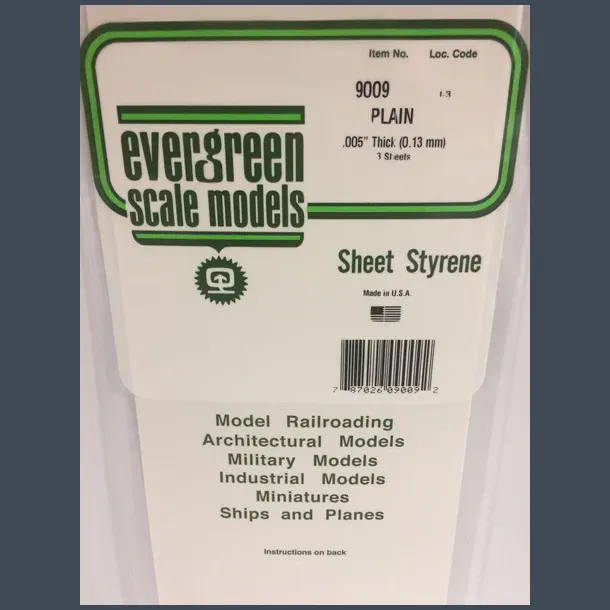 Item No. Loc. Code
9009 L-3
PLAIN
.005" Thick (0.13 mm)
3 Sheets
evergreen
scale models
Sheet Styrene
Made in U.S.A.
7 87026 09009 2
Model Railroading
Architectural Models
Military Models
Industrial Models
Miniatures
Ships and Planes
Instructions on back